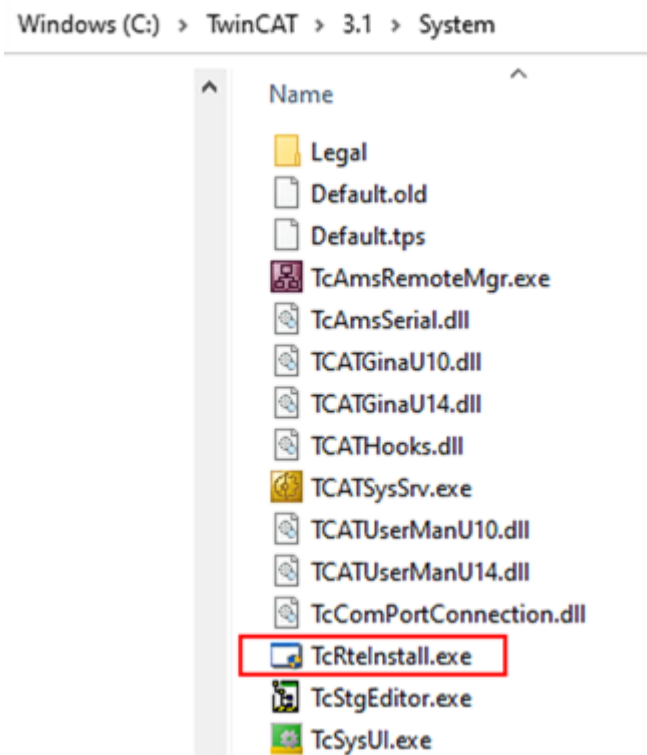 Windows (C:) > TwinCAT > 3.1 > System
Name
Legal
Default.old
Default.tps
TcAmsRemoteMgr.exe
TcAmsSerial.dll
TCATGinaU10.dll
TCATGinaU14.dll
TCATHooks.dll
TCATSysSrv.exe
TCATUserManU10.dll
TCATUserManU14.dll
TcComPortConnection.dll
TcRteInstall.exe
TcStgEditor.exe
TcSysUI.exe